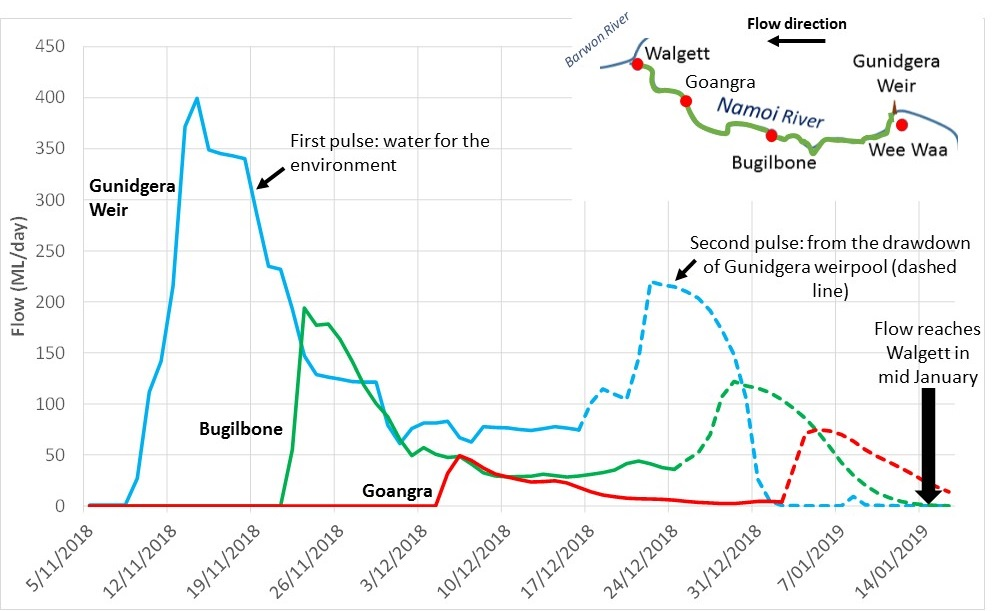 Flow direction
Barwon River
Walgett
Gunidgera
Weir
Goangra
Namoi River
Wee Waa
Bugilbone
450
400
350
300
250
200
150
100
50
0
Flow (ML/day)
First pulse: water for the
environment
Gunidgera
Weir
Second pulse: from the drawdown
of Gunidgera weirpool (dashed
line)
Flow reaches
Walgett in
mid January
Bugilbone
Goangra
5/11/2018
12/11/2018
19/11/2018
26/11/2018
3/12/2018
10/12/2018
17/12/2018
24/12/2018
31/12/2018
7/01/2019
14/01/2019